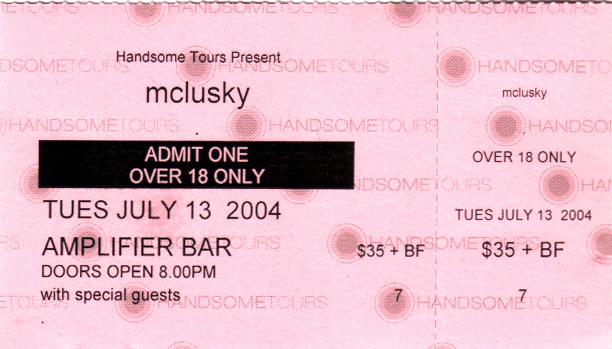 Handsome Tours Present
mclusky
ADMIT ONE
OVER 18 ONLY
TUES JULY 13 2004
AMPLIFIER BAR
DOORS OPEN 8.00PM
with special guests
$35 + BF
7
mclusky
OVER 18 ONLY
TUES JULY 13 2004
$35 + BF
7
HANDSOMETOURS